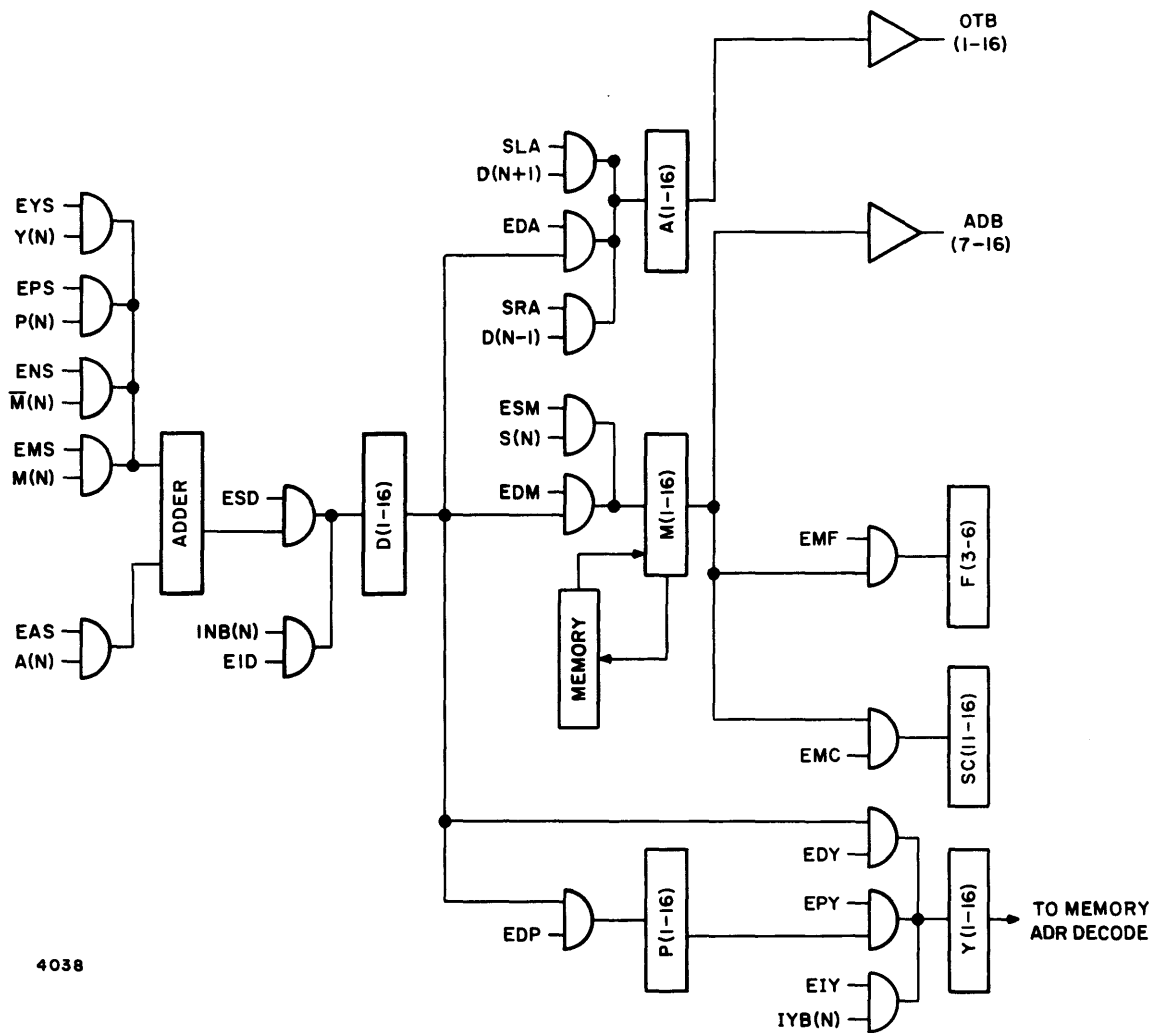 OTB
(1-16)
SLA
D(N+1)
A(1-16)
EYS
Y(N)
EDA
ADB
(7-16)
EPS
P(N)
SRA
D(N-1)
ENS
M̅(N)
ESM
S(N)
EMS
M(N)
ADDER
ESD
D(1-16)
EDM
M(1-16)
EMF
F(3-6)
EAS
A(N)
INB(N)
EID
MEMORY
EMC
SC(11-16)
EDY
EDP
P(1-16)
EPY
Y(1-16)
TO MEMORY
ADR DECODE
EIY
IYB(N)
4038